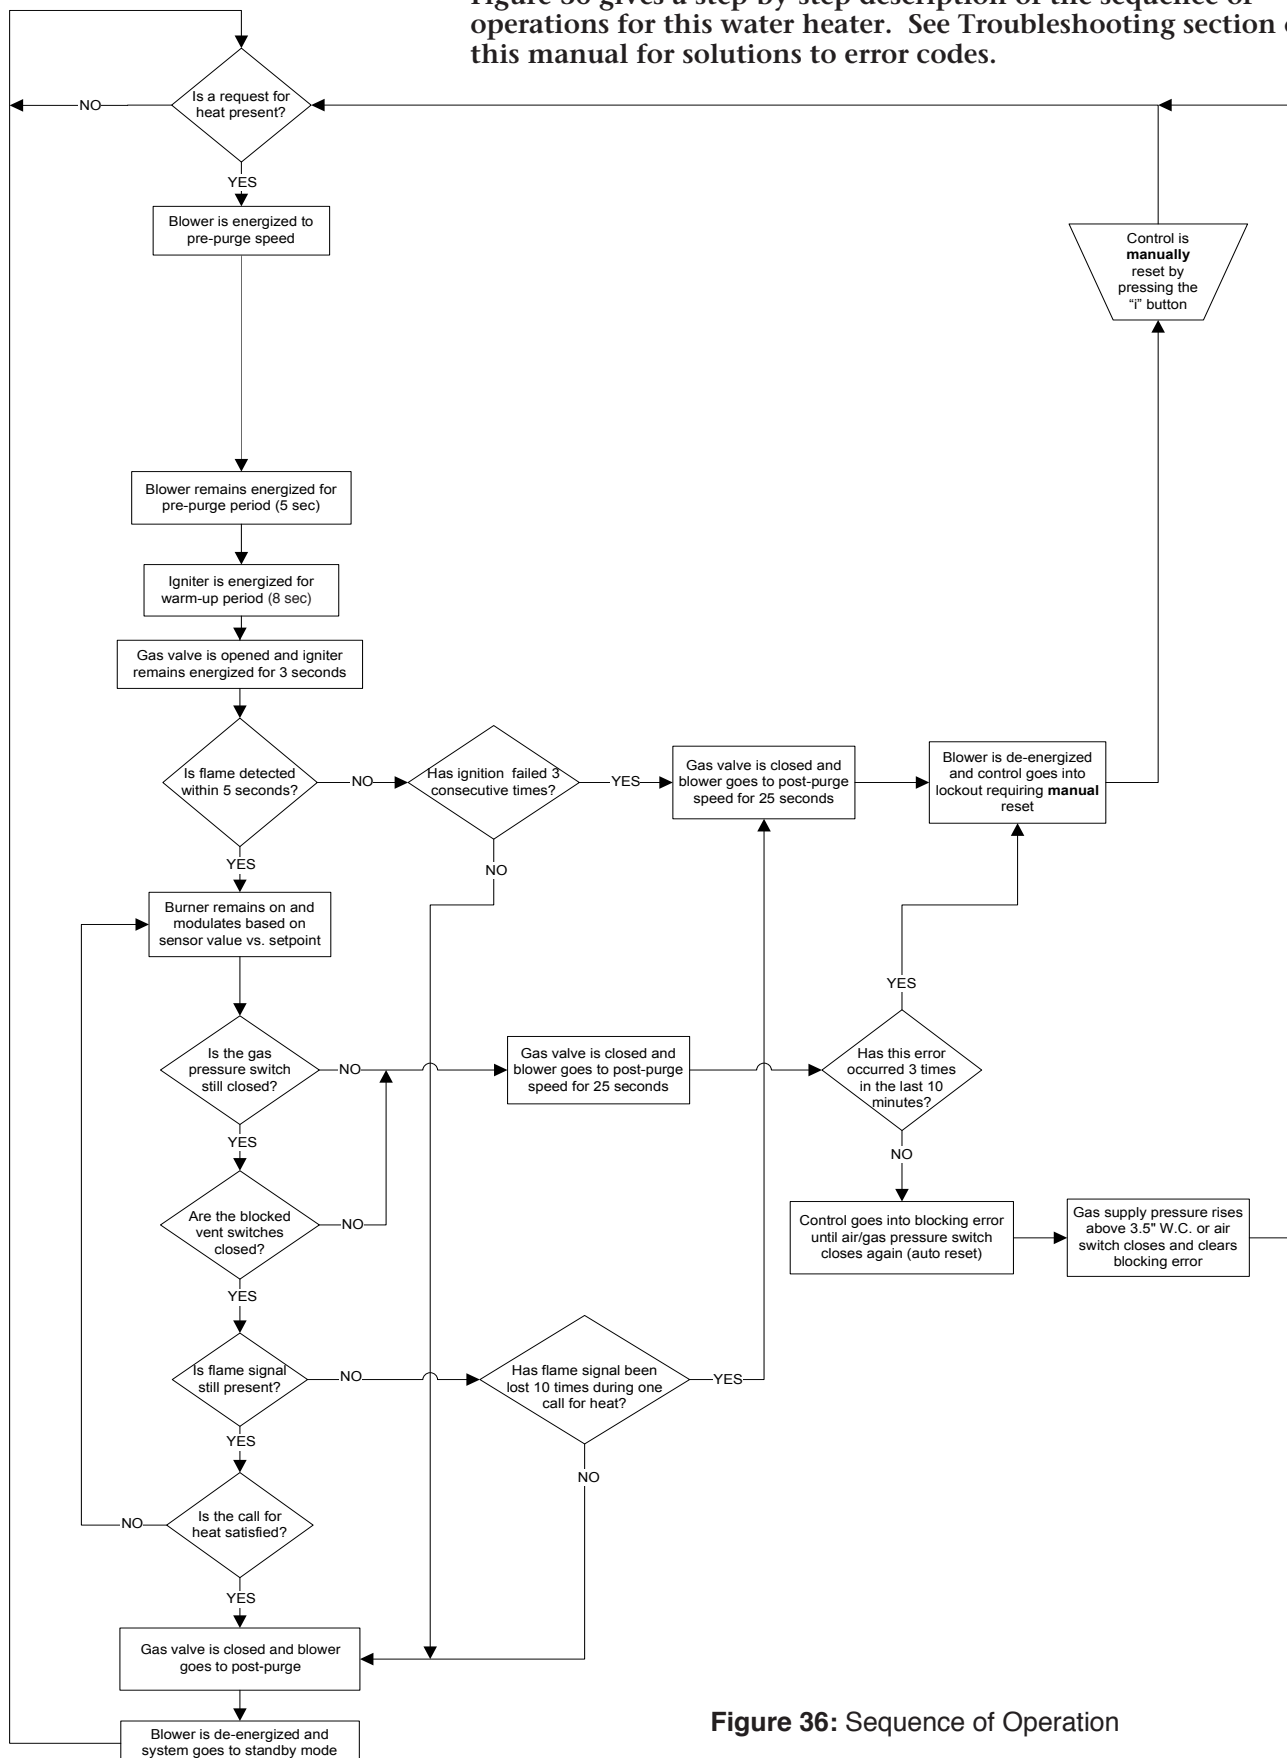 Figure 36 gives a step-by-step description of the sequence of
operations for this water heater. See Troubleshooting section
this manual for solutions to error codes.
Is a request for
heat present?
NO
YES
Blower is energized to
pre-purge speed
Control is
manually
reset by
pressing the
“i” button
Blower remains energized for
pre-purge period (5 sec)
Igniter is energized for
warm-up period (8 sec)
Gas valve is opened and igniter
remains energized for 3 seconds
Is flame detected
within 5 seconds?
NO
Has ignition failed 3
consecutive times?
YES
Gas valve is closed and
blower goes to post-purge
speed for 25 seconds
Blower is de-energized
and control goes into
lockout requiring manual
reset
YES
NO
Burner remains on and
modulates based on
sensor value vs. setpoint
YES
Is the gas
pressure switch
still closed?
NO
Gas valve is closed and
blower goes to post-purge
speed for 25 seconds
Has this error
occurred 3 times
in the last 10
minutes?
YES
NO
Are the blocked
vent switches
closed?
NO
Control goes into blocking error
until air/gas pressure switch
closes again (auto reset)
Gas supply pressure rises
above 3.5" W.C. or air
switch closes and clears
blocking error
YES
Is flame signal
still present?
NO
Has flame signal been
lost 10 times during one
call for heat?
YES
YES
NO
Is the call for
heat satisfied?
NO
YES
Gas valve is closed and blower
goes to post-purge
Blower is de-energized and
system goes to standby mode
Figure 36: Sequence of Operation